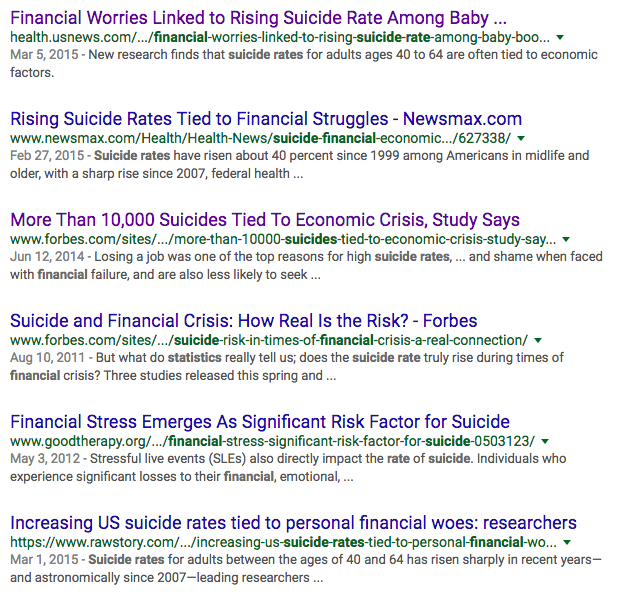 Financial Worries Linked to Rising Suicide Rate Among Baby ...
health.usnews.com/.../financial-worries-linked-to-rising-suicide-rate-among-baby-boo...
Mar 5, 2015 - New research finds that suicide rates for adults ages 40 to 64 are often tied to economic
factors.
Rising Suicide Rates Tied to Financial Struggles - Newsmax.com
www.newsmax.com/Health/Health-News/suicide-financial-economic.../627338/
Feb 27, 2015 - Suicide rates have risen about 40 percent since 1999 among Americans in midlife and
older, with a sharp rise since 2007, federal health ...
More Than 10,000 Suicides Tied To Economic Crisis, Study Says
www.forbes.com/sites/.../more-than-10000-suicides-tied-to-economic-crisis-study-say...
Jun 12, 2014 - Losing a job was one of the top reasons for high suicide rates, ... and shame when faced
with financial failure, and are also less likely to seek ...
Suicide and Financial Crisis: How Real Is the Risk? - Forbes
www.forbes.com/sites/.../suicide-risk-in-times-of-financial-crisis-a-real-connection/
Aug 10, 2011 - But what do statistics really tell us; does the suicide rate truly rise during times of
financial crisis? Three studies released this spring and ...
Financial Stress Emerges As Significant Risk Factor for Suicide
www.goodtherapy.org/.../financial-stress-significant-risk-factor-for-suicide-0503123/
May 3, 2012 - Stressful live events (SLEs) also directly impact the rate of suicide. Individuals who
experience significant losses to their financial, emotional, ...
Increasing US suicide rates tied to personal financial woes: researchers
https://www.rawstory.com/.../increasing-us-suicide-rates-tied-to-personal-financial-wo...
Mar 1, 2015 - Suicide rates for adults between the ages of 40 and 64 has risen sharply in recent years—
and astronomically since 2007—leading researchers ...